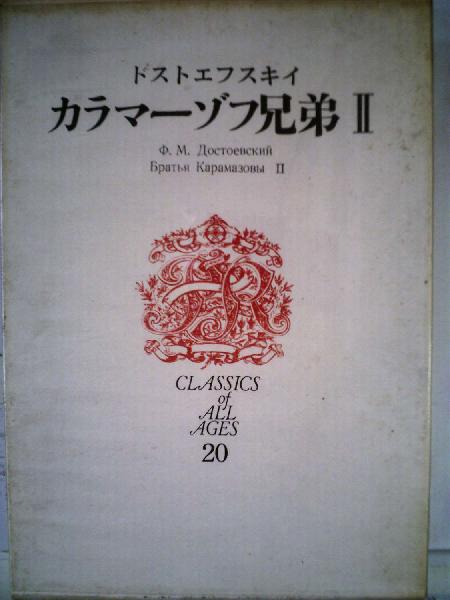 ドストエフスキイ
カラマーゾフ兄弟 Ⅱ
Ф. М. Достоевский
Братья Карамазовы Ⅱ
CLASSICS
of
ALL
AGES
20